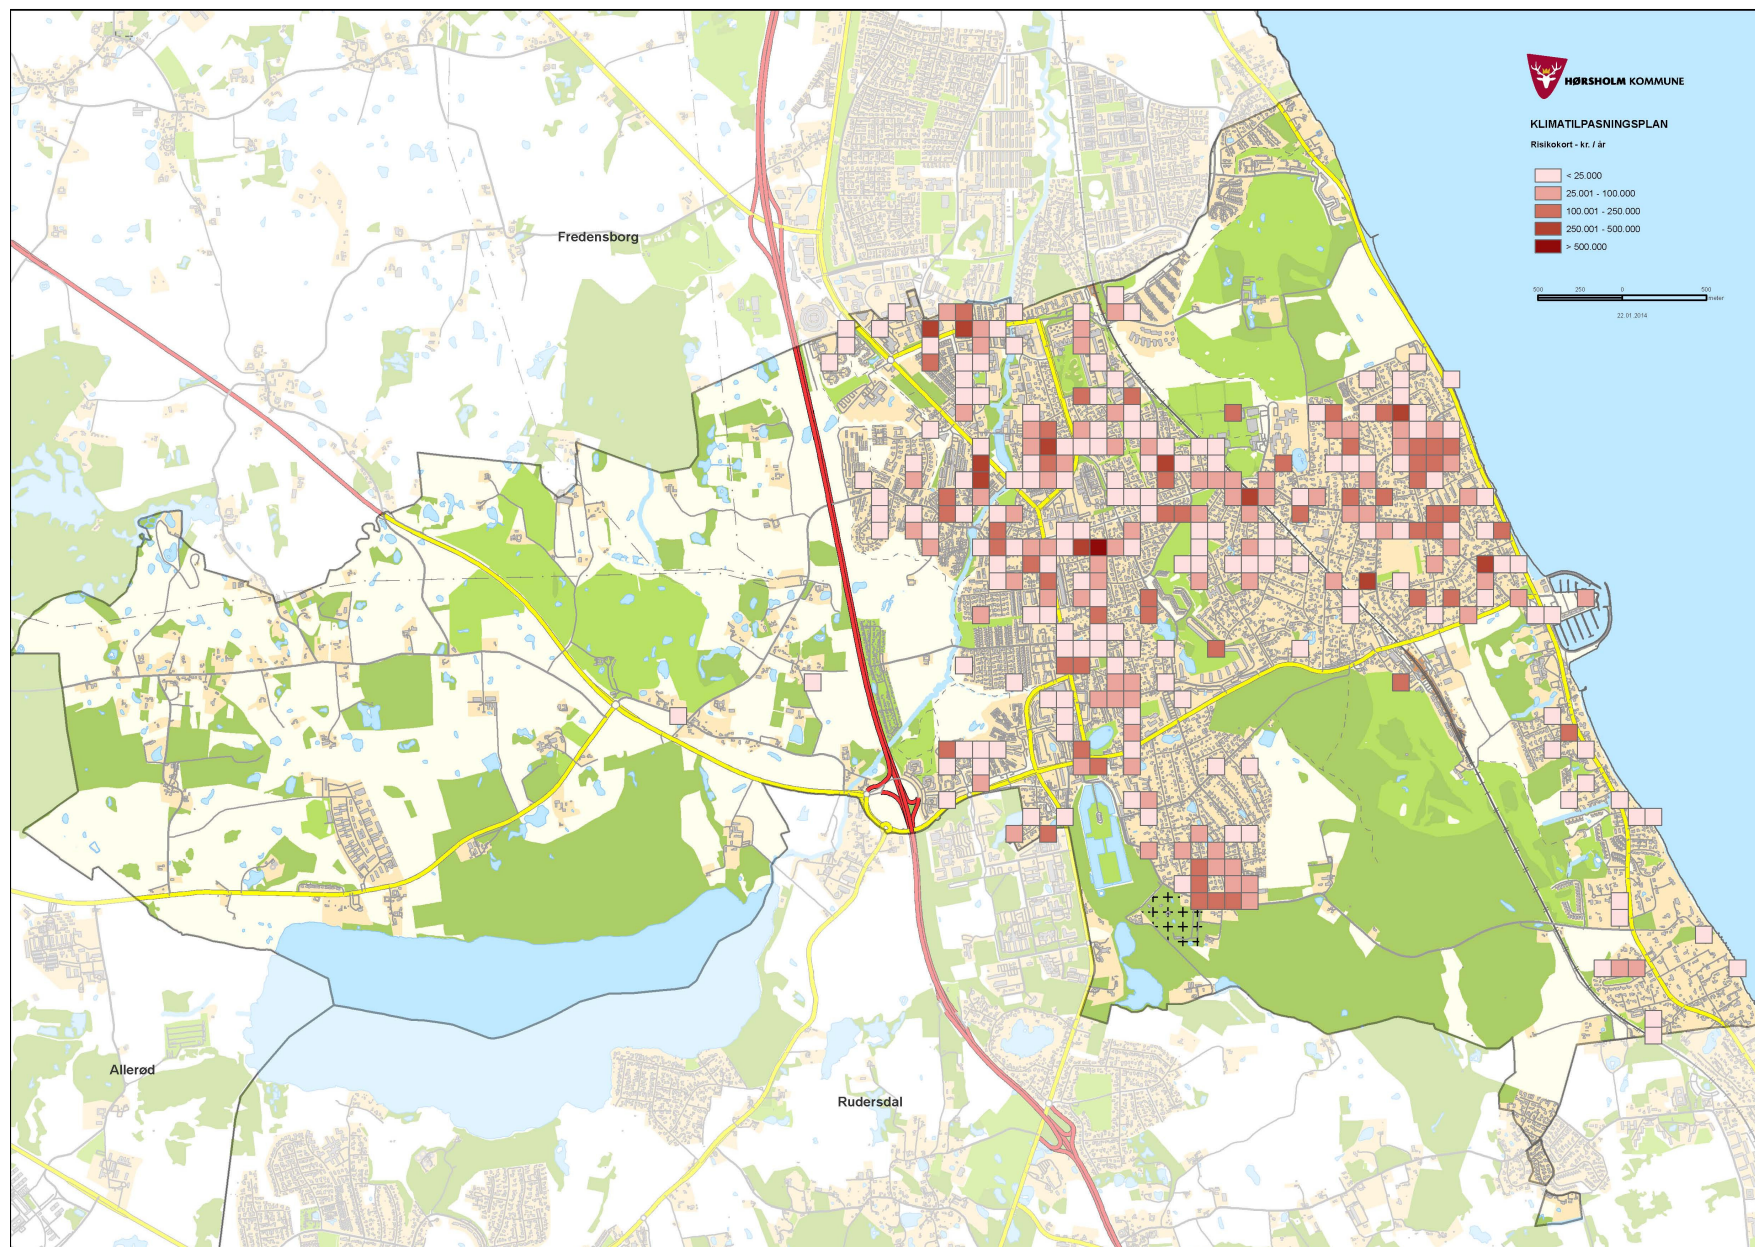 HØRSHOLM KOMMUNE
KLIMATILPASNINGSPLAN
Risikokort - kr. / år
< 25.000
25.001 - 100.000
100.001 - 250.000
250.001 - 500.000
> 500.000
500 250 0 500
meter
22.01.2014
Fredensborg
Allerød
Rudersdal